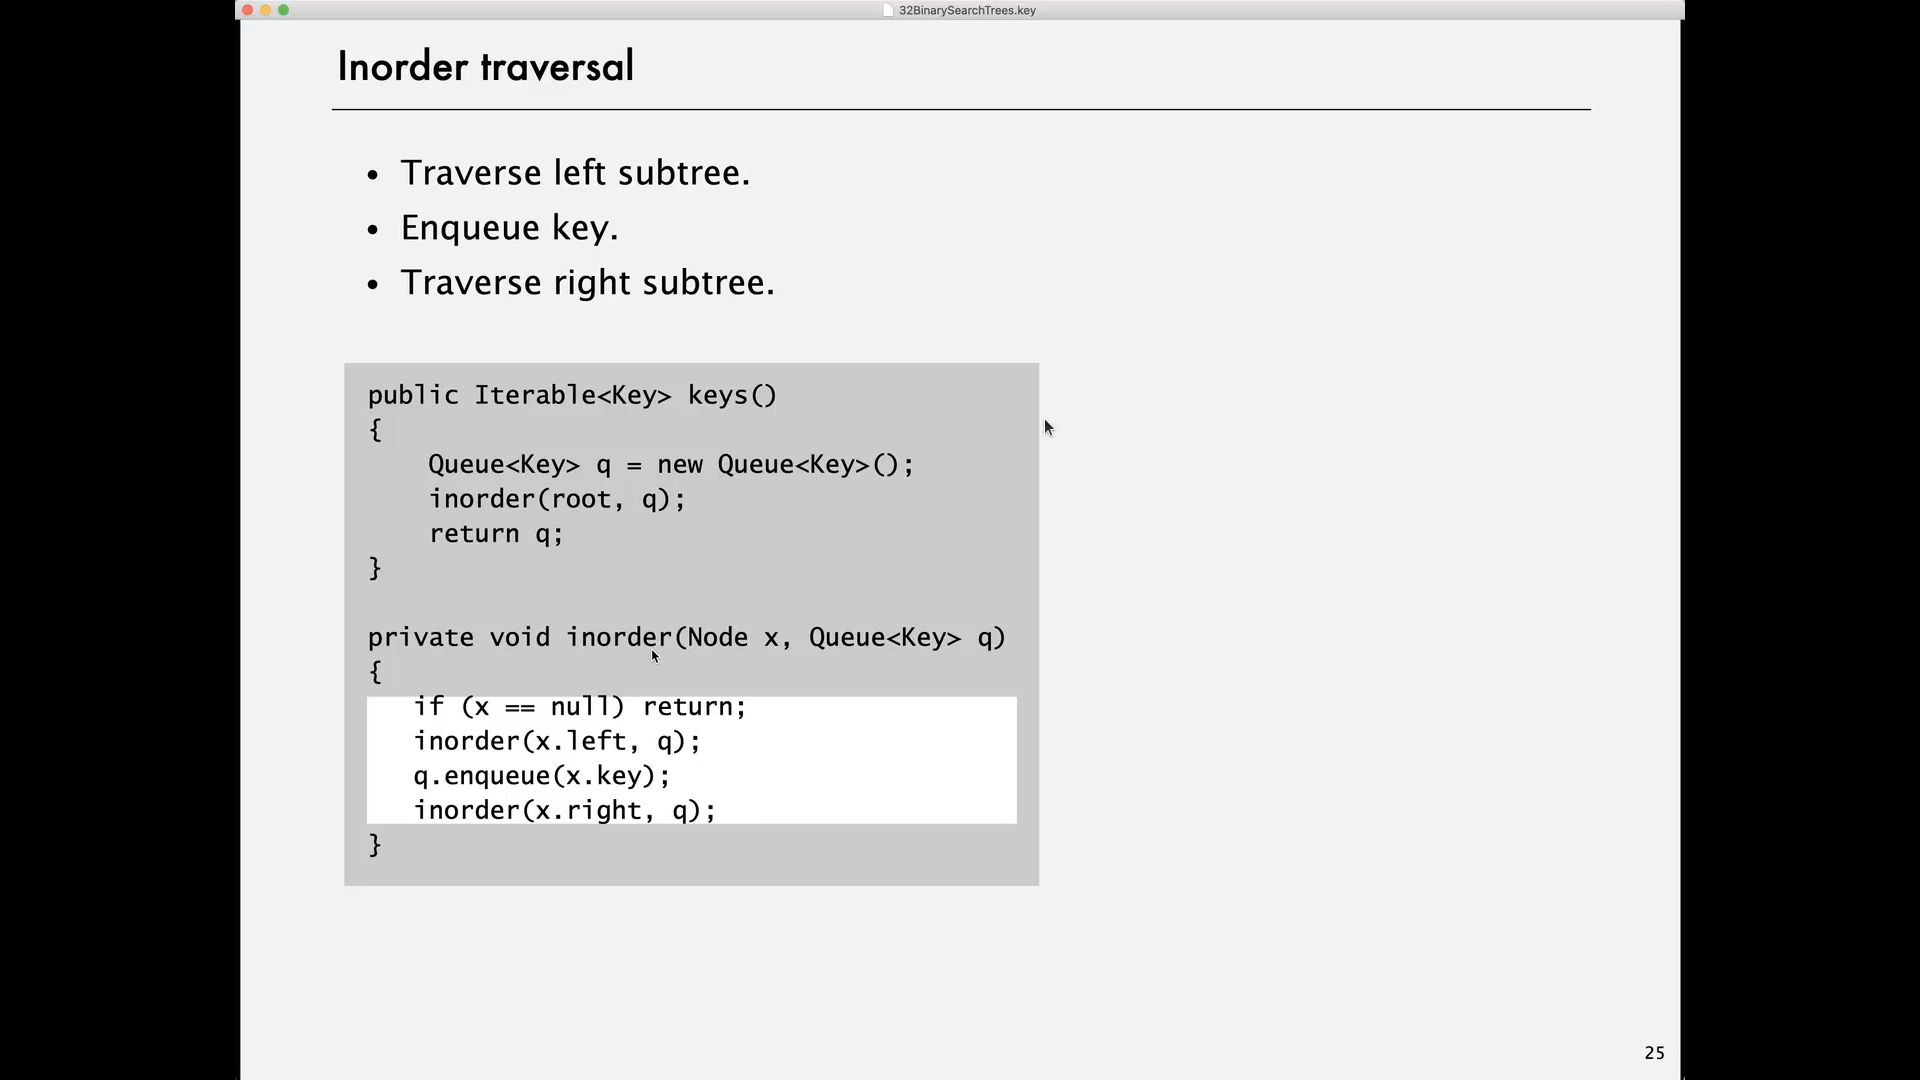 32BinarySearchTrees.key
Inorder traversal
• Traverse left subtree.
• Enqueue key.
• Traverse right subtree.
public Iterable<Key> keys()
{
    Queue<Key> q = new Queue<Key>();
    inorder(root, q);
    return q;
}
private void inorder(Node x, Queue<Key> q)
{
   if (x == null) return;
   inorder(x.left, q);
   q.enqueue(x.key);
   inorder(x.right, q);
}
25